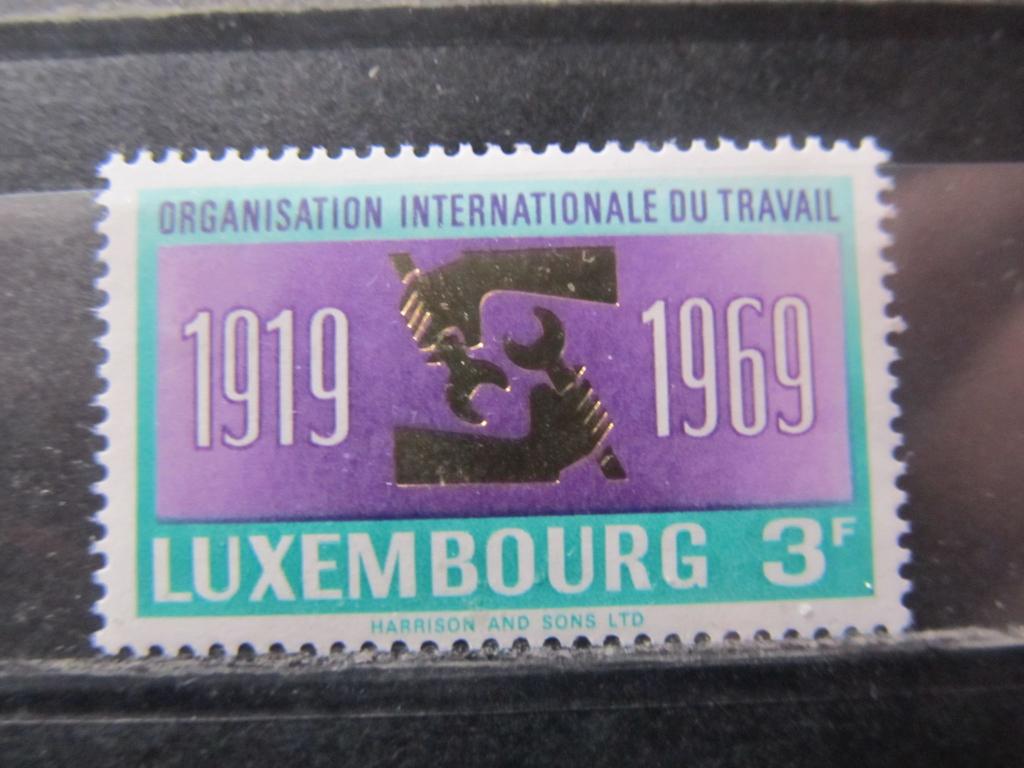 ORGANISATION INTERNATIONALE DU TRAVAIL
1919 1969
LUXEMBOURG 3F
HARRISON AND SONS LTD